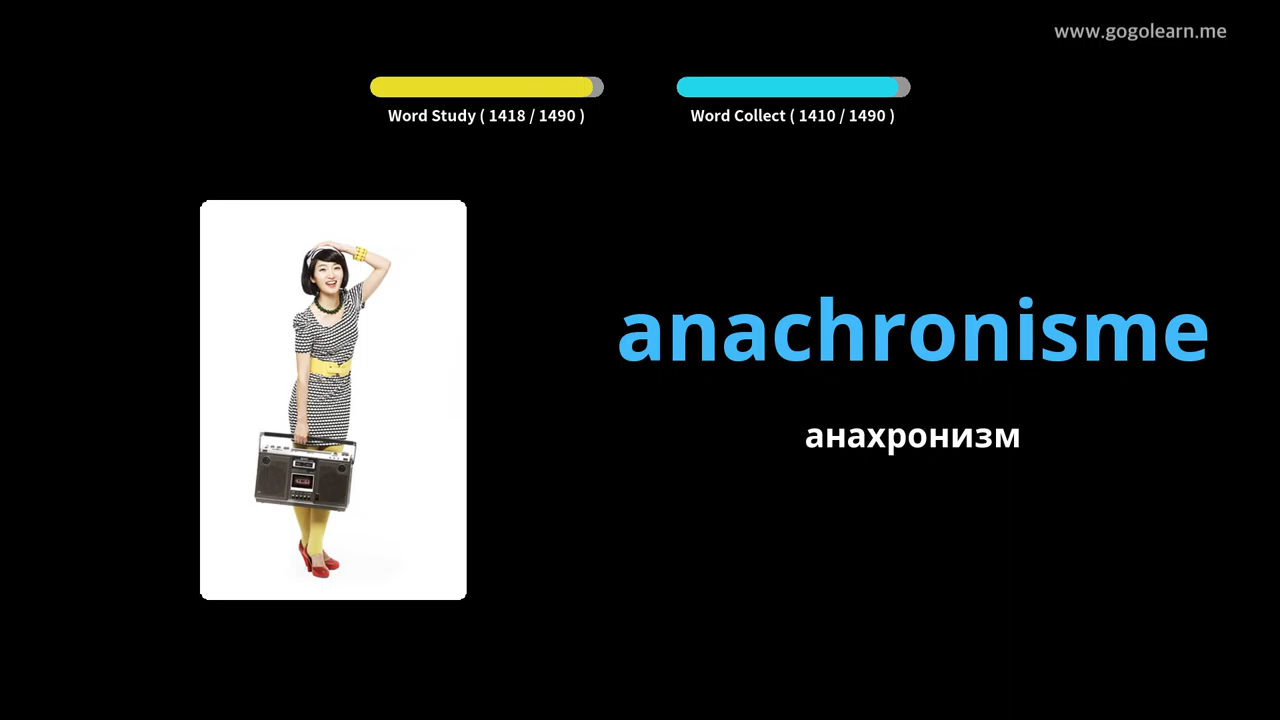 www.gogolearn.me
Word Study ( 1418 / 1490 )
Word Collect ( 1410 / 1490 )
anachronisme
анахронизм